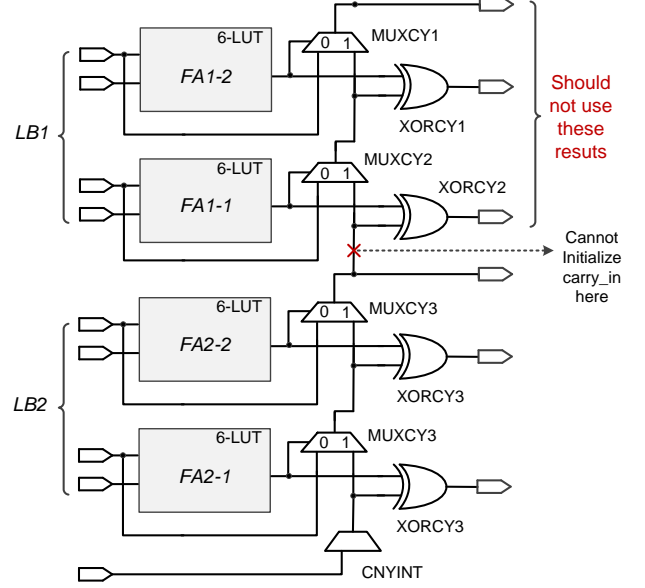 6-LUT
FA1-2
0 1
MUXCY1
XORCY1
LB1
Should
not use
these
resuts
6-LUT
FA1-1
0 1
MUXCY2
XORCY2
Cannot
Initialize
carry_in
here
6-LUT
FA2-2
0 1
MUXCY3
XORCY3
LB2
6-LUT
FA2-1
0 1
MUXCY3
XORCY3
CNYINT